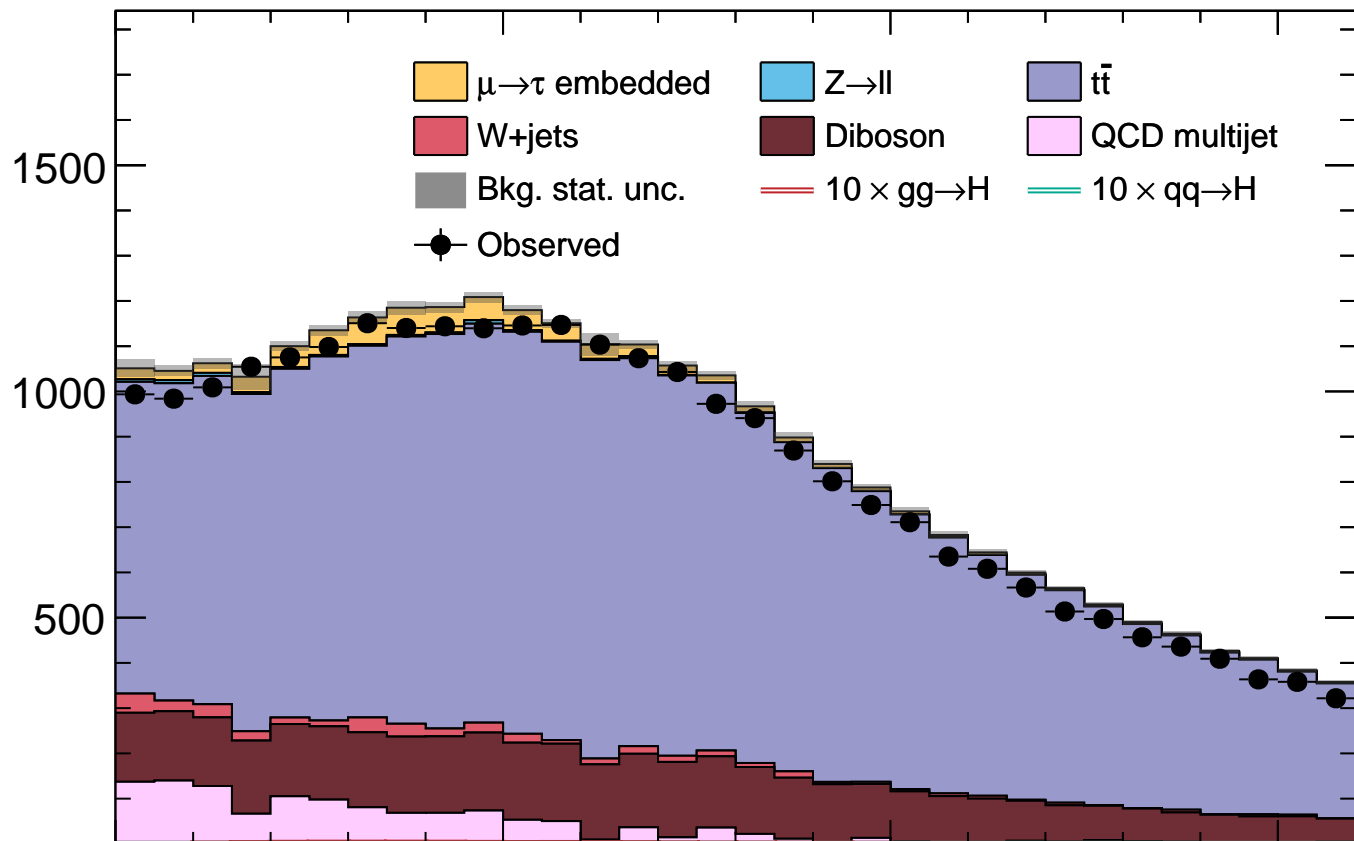 μ→τ embedded Z→ll tt̄
W+jets Diboson QCD multijet
1500
Bkg. stat. unc. 10 × gg→H 10 × qq→H
Observed
1000
500